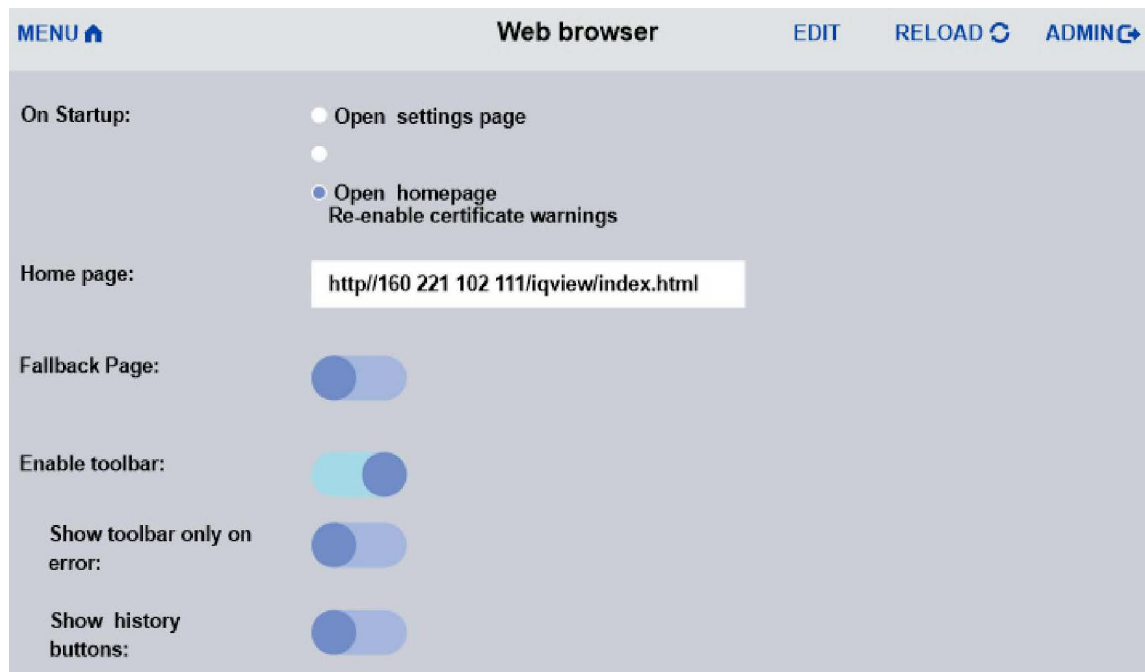 MENU
Web browser
EDIT
RELOAD
ADMIN
On Startup:
Open settings page
Open homepage
Re-enable certificate warnings
Home page:
http//160 221 102 111/iqview/index.html
Fallback Page:
Enable toolbar:
Show toolbar only on
error:
Show history
buttons: